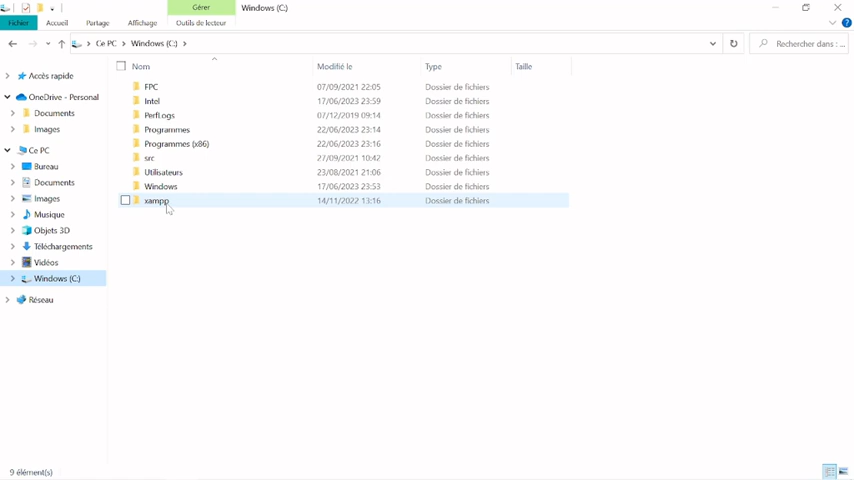 Gérer
Windows (C:)
Fichier
Accueil
Partage
Affichage
Outils de lecteur
Ce PC
Windows (C:)
Rechercher dans : ...
Nom
Modifié le
Type
Taille
Accès rapide
OneDrive - Personal
Documents
Images
Ce PC
Bureau
Documents
Images
Musique
Objets 3D
Téléchargements
Vidéos
Windows (C:)
Réseau
FPC 07/09/2021 22:05 Dossier de fichiers
Intel 17/06/2023 23:59 Dossier de fichiers
PerfLogs 07/12/2019 09:14 Dossier de fichiers
Programmes 22/06/2023 23:14 Dossier de fichiers
Programmes (x86) 22/06/2023 23:16 Dossier de fichiers
src 27/09/2021 10:42 Dossier de fichiers
Utilisateurs 23/08/2021 21:06 Dossier de fichiers
Windows 17/06/2023 23:53 Dossier de fichiers
xampp 14/11/2022 13:16 Dossier de fichiers
9 élément(s)